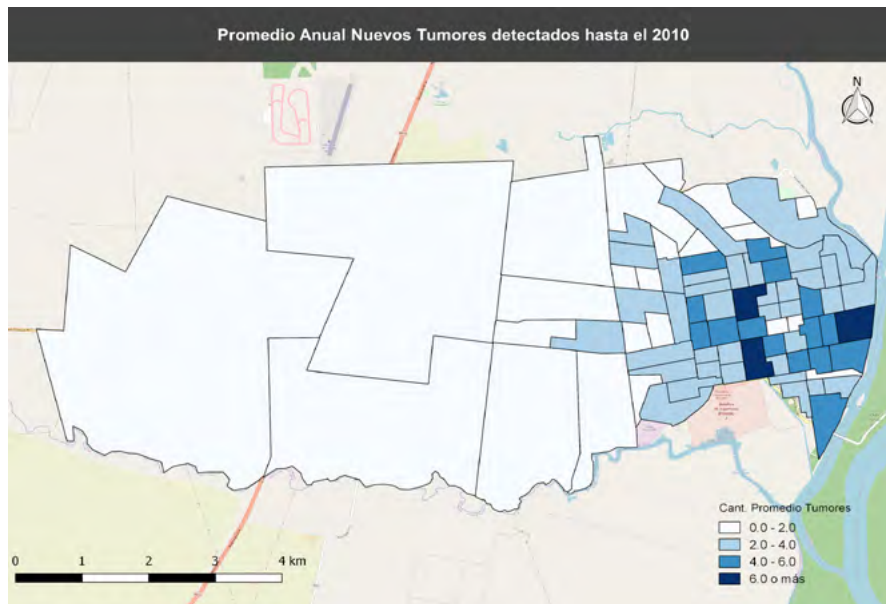 Promedio Anual Nuevos Tumores detectados hasta el 2010
N
Cant. Promedio Tumores
0.0 - 2.0
2.0 - 4.0
4.0 - 6.0
6.0 o más
0 1 2 3 4 km